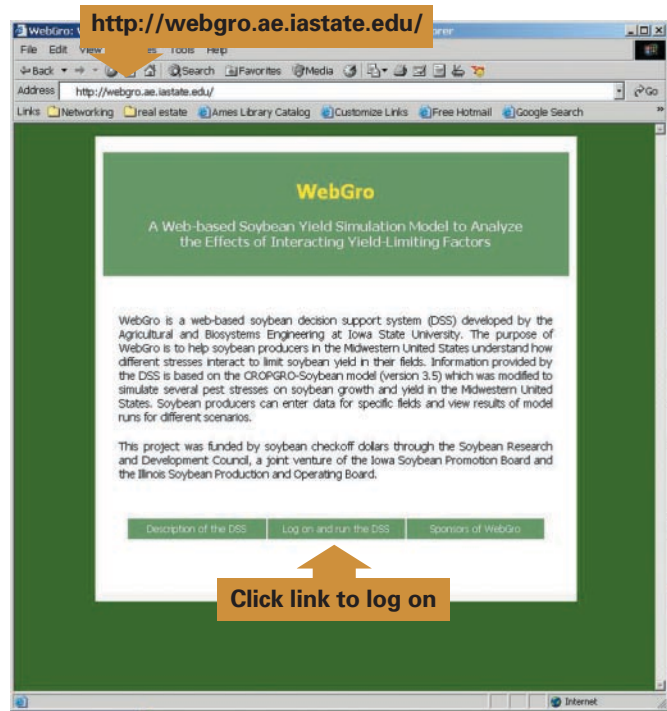 http://webgro.ae.iastate.edu/
WebGro:
File Edit View Tools Help
Back Search Favorites Media
Address http://webgro.ae.iastate.edu/ Go
Links Networking real estate Ames Library Catalog Customize Links Free Hotmail Google Search »
WebGro
A Web-based Soybean Yield Simulation Model to Analyze
the Effects of Interacting Yield-Limiting Factors
WebGro is a web-based soybean decision support system (DSS) developed by the
Agricultural and Biosystems Engineering at Iowa State University. The purpose of
WebGro is to help soybean producers in the Midwestern United States understand how
different stresses interact to limit soybean yield in their fields. Information provided by
the DSS is based on the CROPGRO-Soybean model (version 3.5) which was modified to
simulate several pest stresses on soybean growth and yield in the Midwestern United
States. Soybean producers can enter data for specific fields and view results of model
runs for different scenarios.
This project was funded by soybean checkoff dollars through the Soybean Research
and Development Council, a joint venture of the Iowa Soybean Promotion Board and
the Illinois Soybean Production and Operating Board.
Description of the DSS Log on and run the DSS Sponsors of WebGro
Click link to log on
Internet